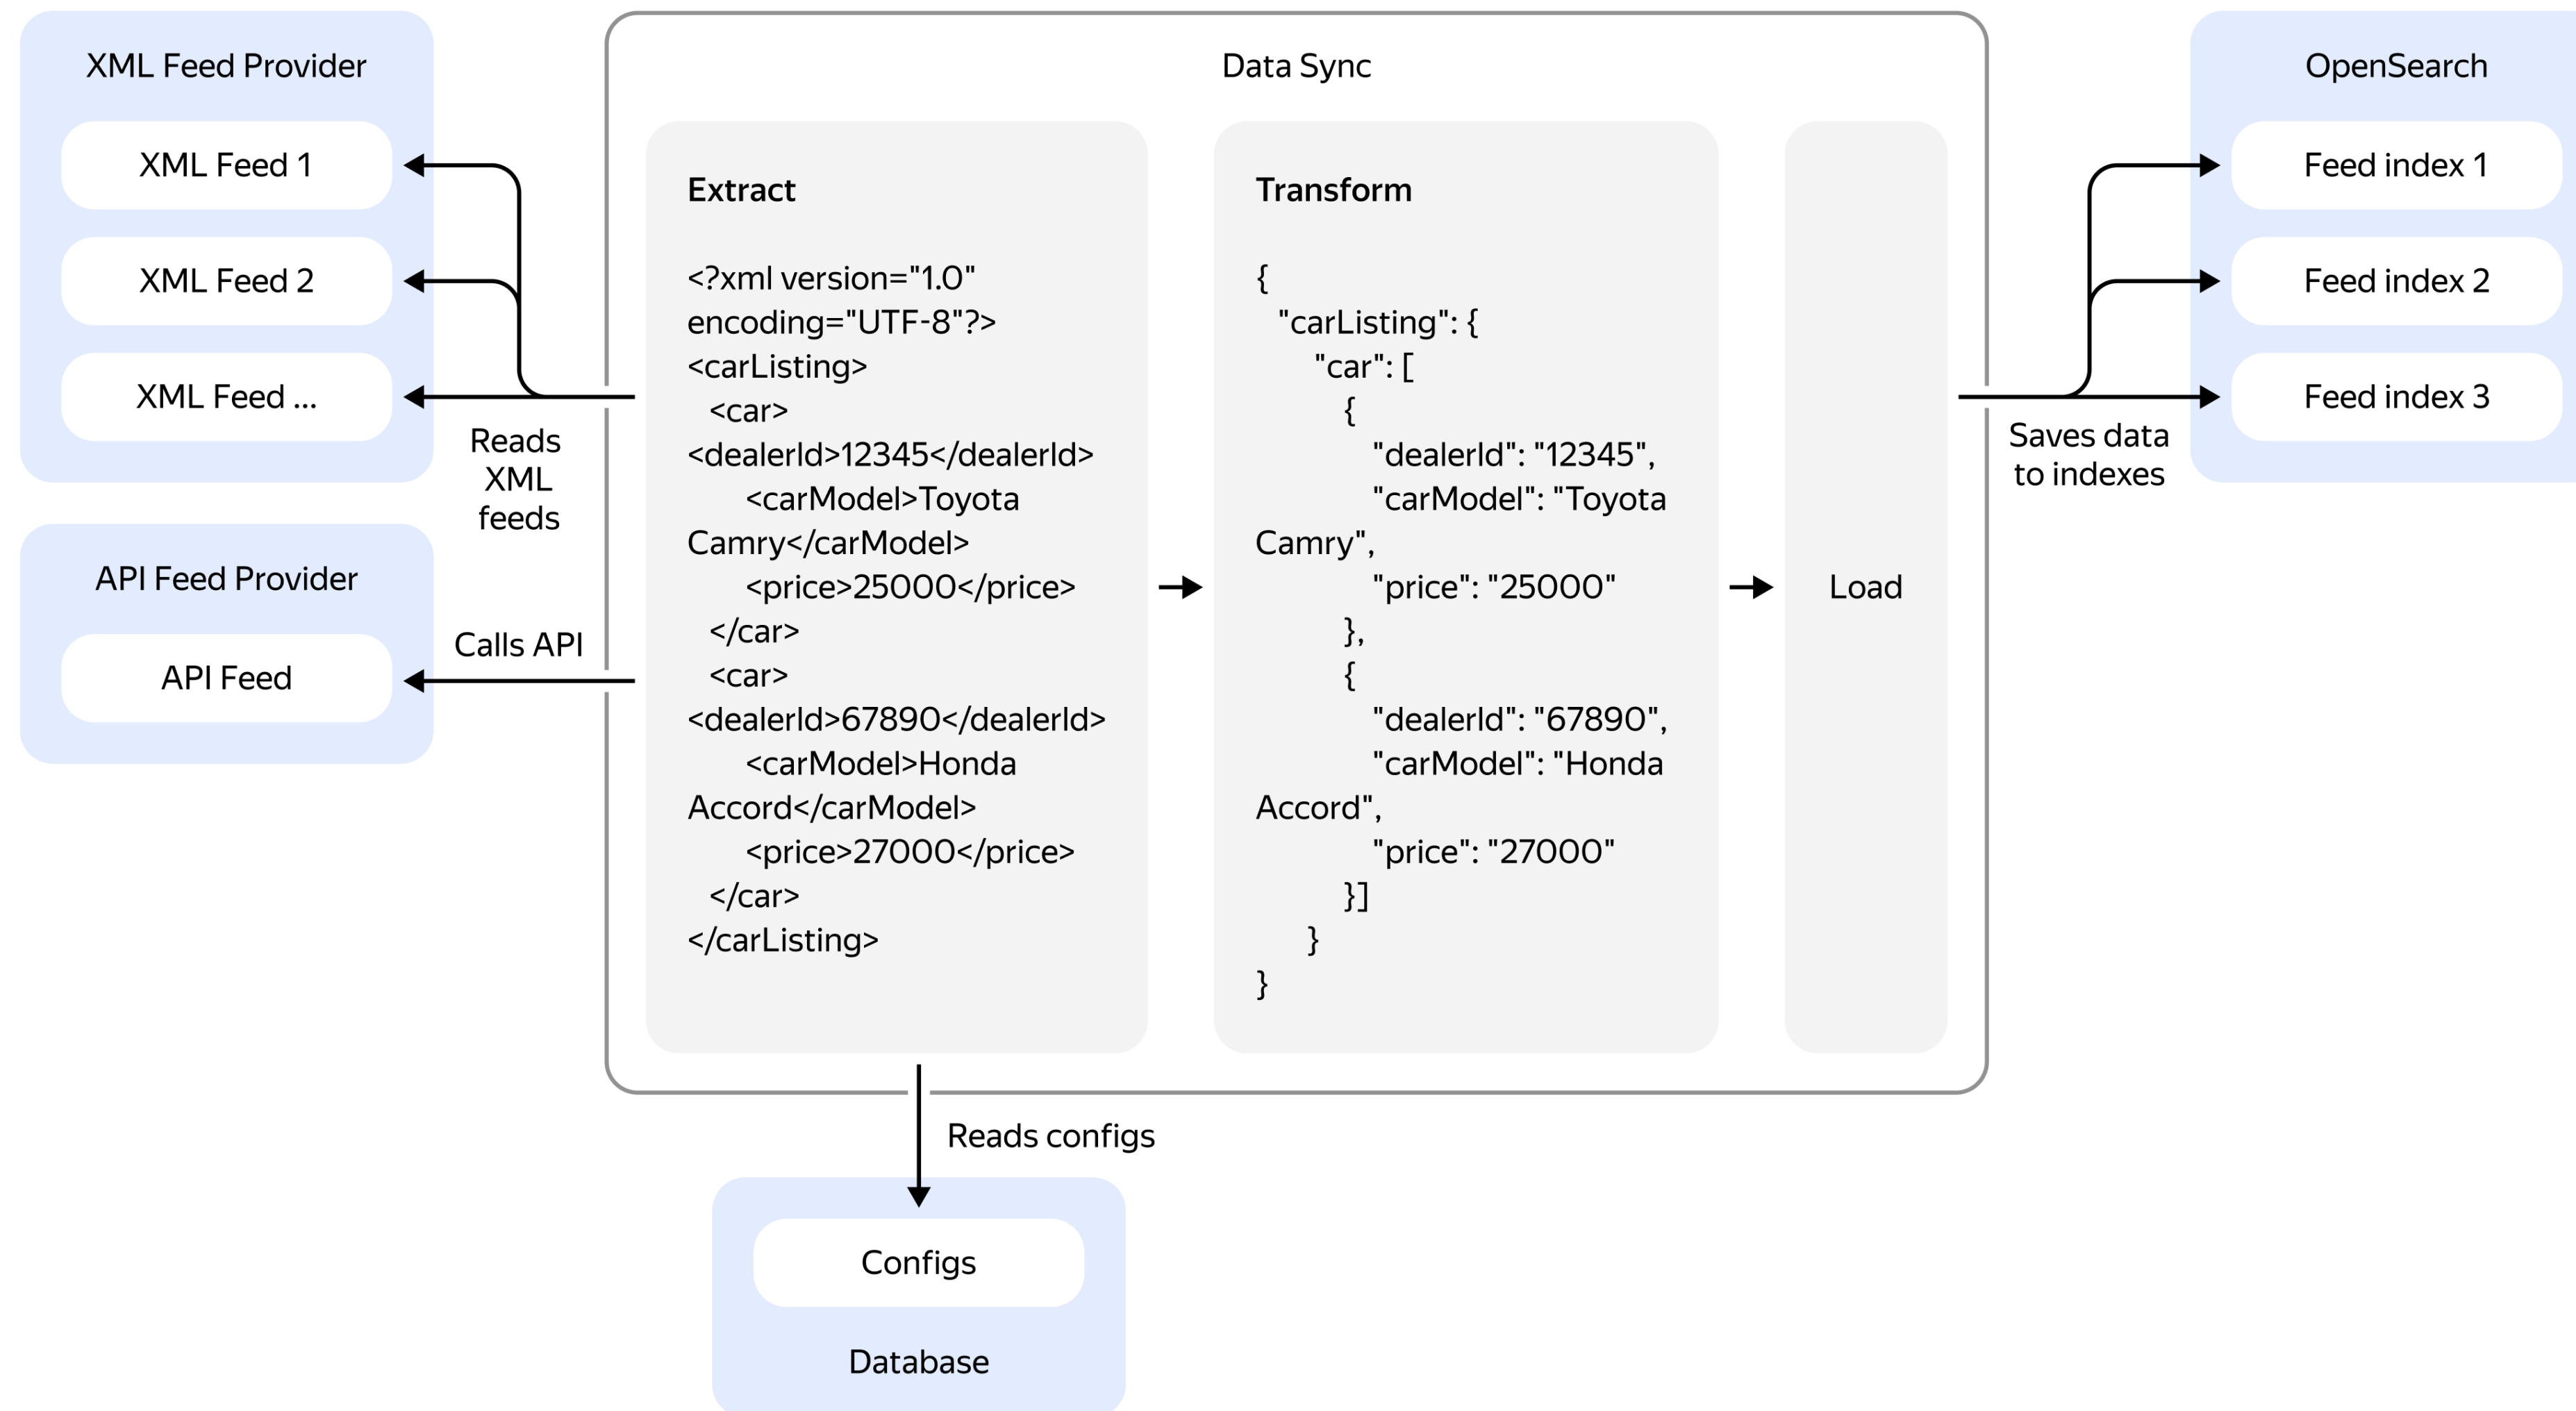 XML Feed Provider
XML Feed 1
XML Feed 2
XML Feed ...
Reads
XML
feeds
API Feed Provider
API Feed
Calls API
Data Sync
Extract
<?xml version="1.0"
encoding="UTF-8"?>
<carListing>
<car>
<dealerId>12345</dealerId>
<carModel>Toyota
Camry</carModel>
<price>25000</price>
</car>
<car>
<dealerId>67890</dealerId>
<carModel>Honda
Accord</carModel>
<price>27000</price>
</car>
</carListing>
Transform
{
"carListing": {
"car": [
{
"dealerId": "12345",
"carModel": "Toyota
Camry",
"price": "25000"
},
{
"dealerId": "67890",
"carModel": "Honda
Accord",
"price": "27000"
}]
}
}
Load
Saves data
to indexes
OpenSearch
Feed index 1
Feed index 2
Feed index 3
Reads configs
Configs
Database